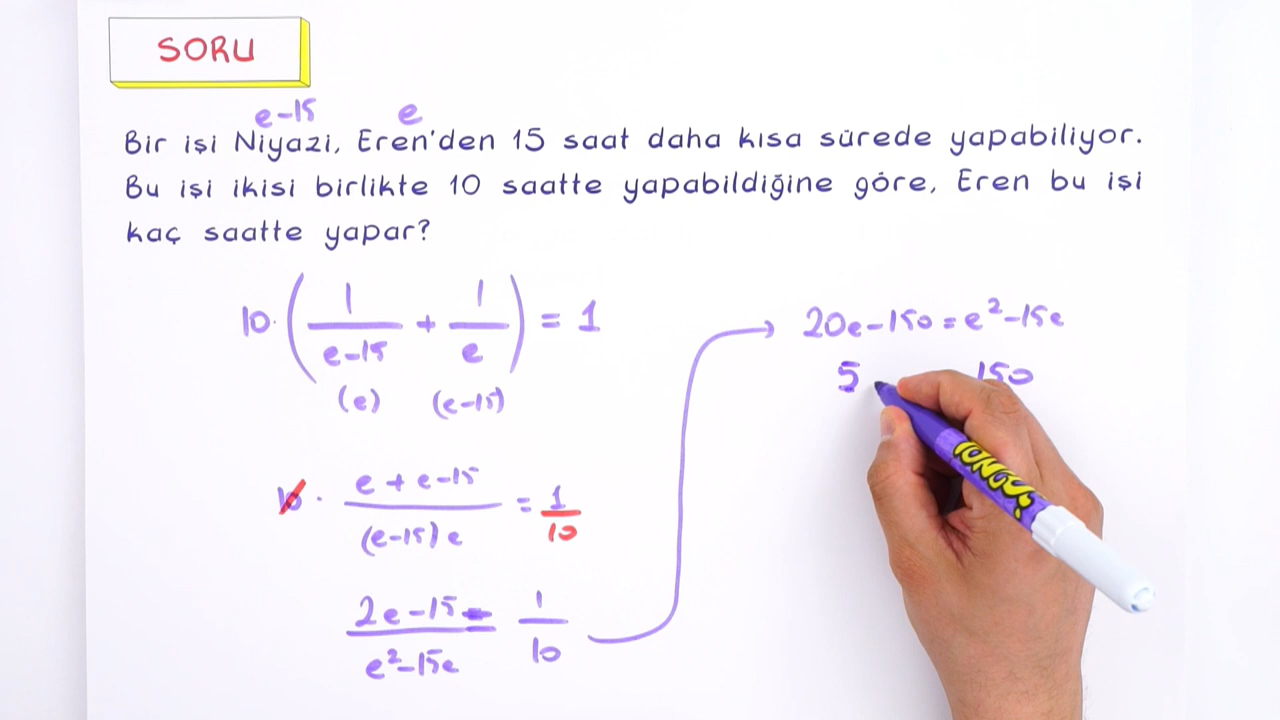 SORU
e-15 e
Bir işi Niyazi, Eren'den 15 saat daha kısa sürede yapabiliyor.
Bu işi ikisi birlikte 10 saatte yapabildiğine göre, Eren bu işi
kaç saatte yapar?
10·(1/(e-15) + 1/e) = 1
(e) (e-15)
10 · (e + e-15)/((e-15) e) = 1/10
(2e-15)/(e²-15e) = 1/10
20e-150 = e²-15e
5 150
TONGUÇ